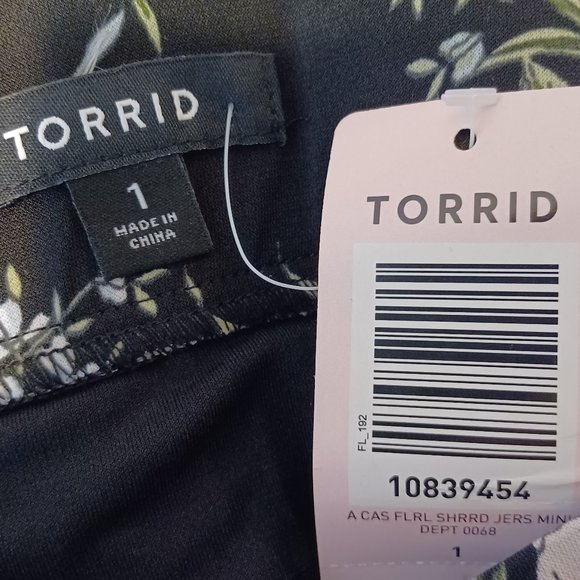 TORRID
1
MADE IN
CHINA
TORRID
FL_192
10839454
A CAS FLRL SHRRD JERS MINI
DEPT 0068
1